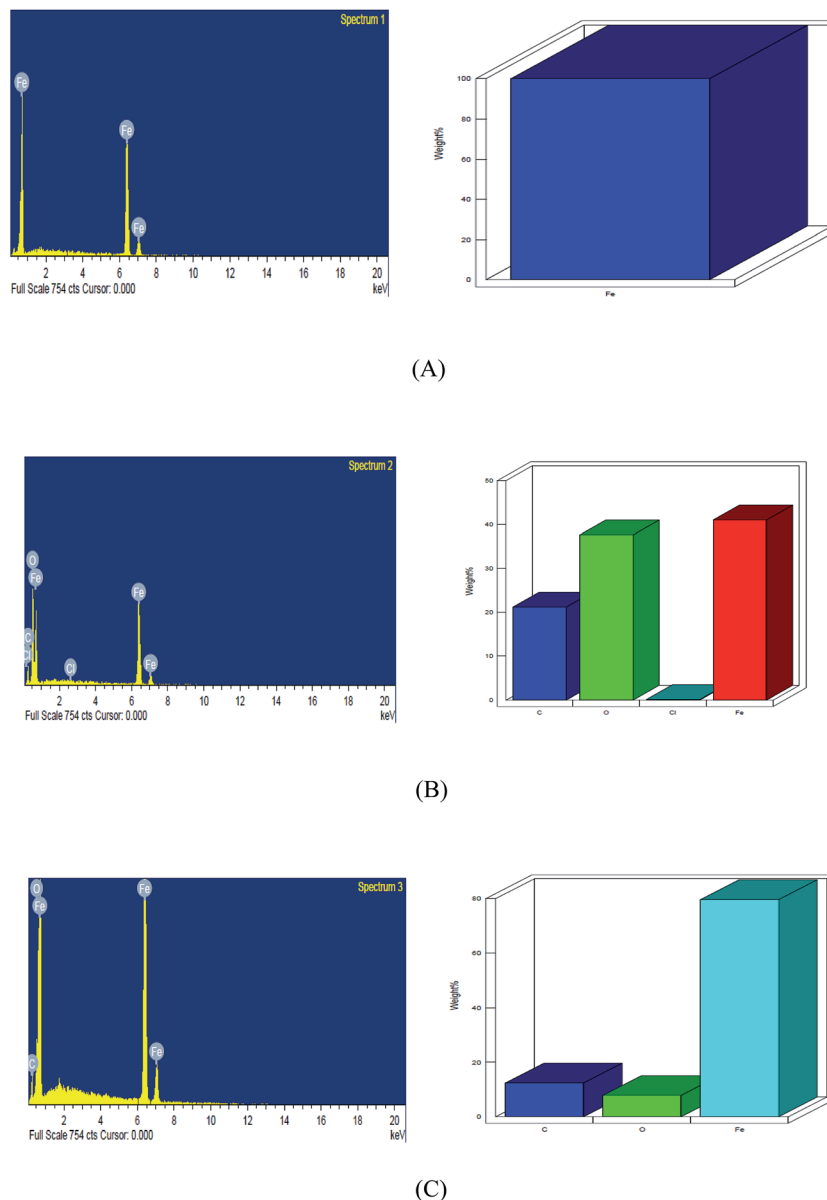 Spectrum 1
Fe
Fe
Fe
2 4 6 8 10 12 14 16 18 20
Full Scale 754 cts Cursor: 0.000 keV
Weight%
100
80
60
40
20
0
Fe
(A)
Spectrum 2
O
Fe
C
Cl
Cl
Fe
Fe
2 4 6 8 10 12 14 16 18 20
Full Scale 754 cts Cursor: 0.000 keV
Weight%
50
40
30
20
10
0
C O Cl Fe
(B)
Spectrum 3
O
Fe
C
Fe
Fe
2 4 6 8 10 12 14 16 18 20
Full Scale 754 cts Cursor: 0.000 keV
Weight%
80
60
40
20
0
C O Fe
(C)